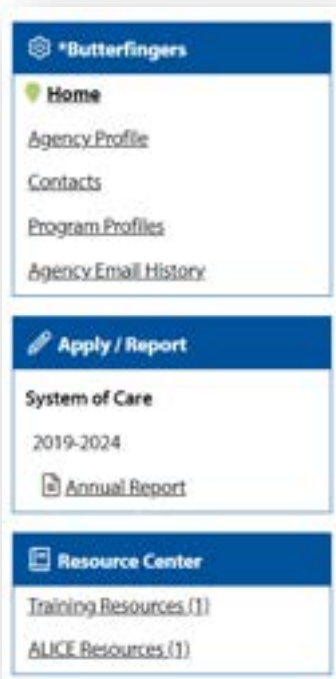 *Butterfingers
Home
Agency Profile
Contacts
Program Profiles
Agency Email History
Apply / Report
System of Care
2019-2024
Annual Report
Resource Center
Training Resources (1)
ALICE Resources (1)